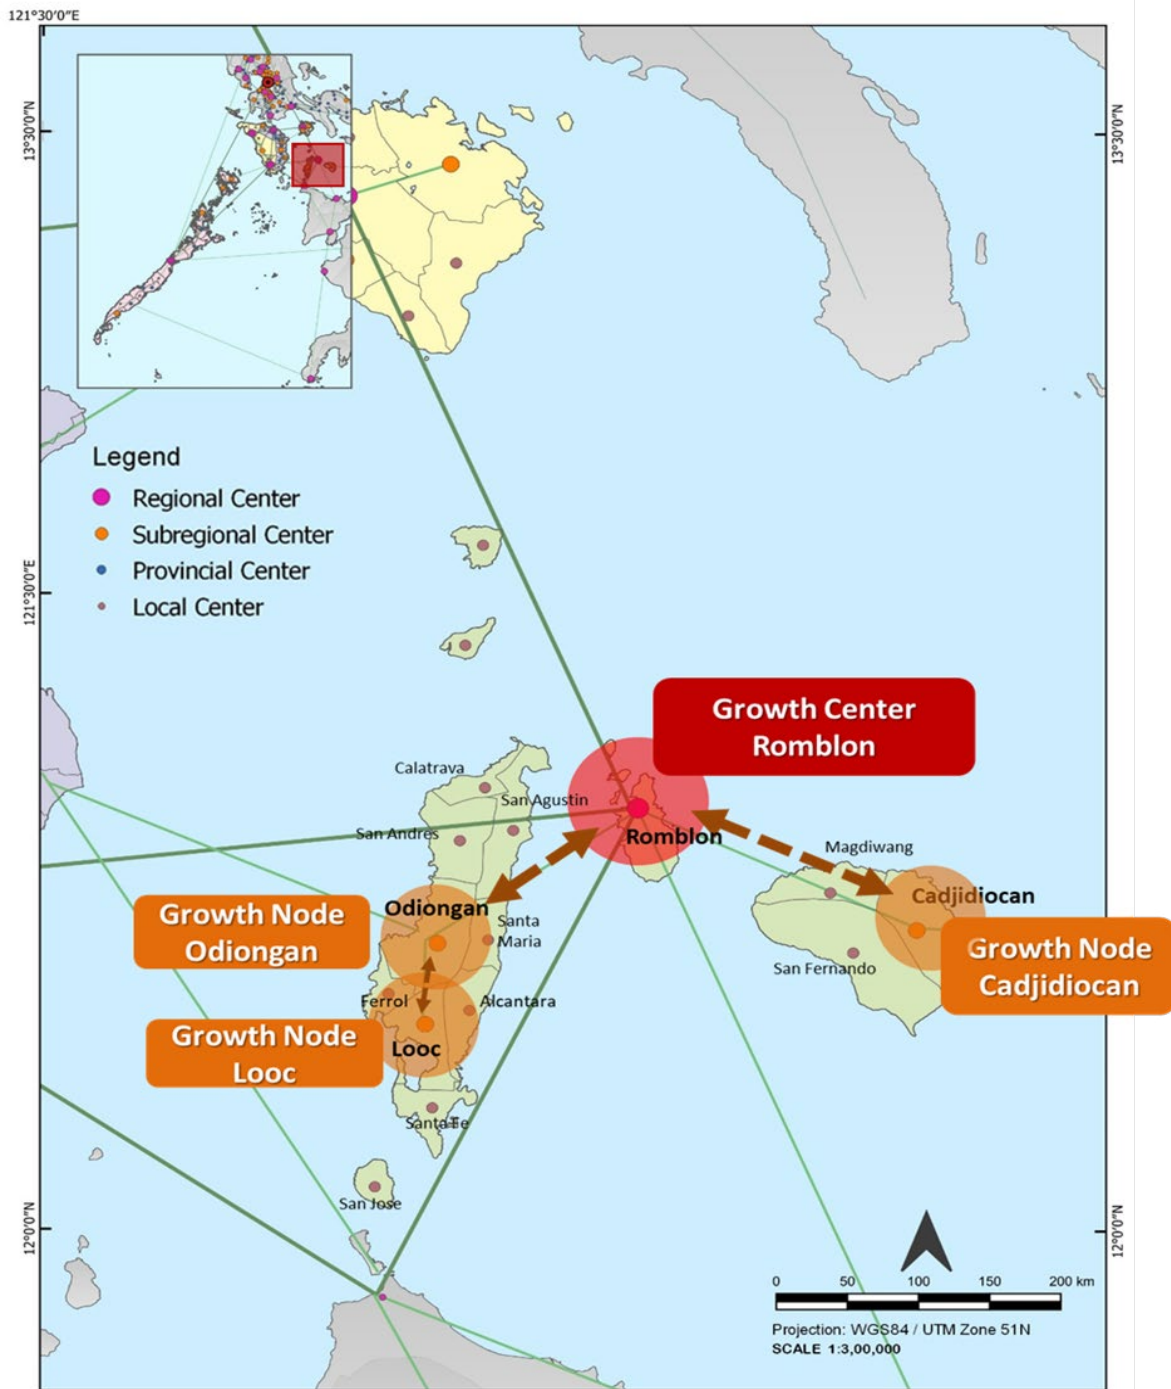 121°30'0"E
13°30'0"N
13°30'0"N
Legend
Regional Center
Subregional Center
Provincial Center
Local Center
121°30'0"E
Growth Center
Romblon
Calatrava
San Agustin
San Andres
Romblon
Magdiwang
Cadjidiocan
Growth Node
Odiongan
Odiongan
Santa
Maria
San Fernando
Growth Node
Cadjidiocan
Ferrol
Alcantara
Growth Node
Looc
Looc
Santa Fe
San Jose
12°0'0"N
12°0'0"N
0 50 100 150 200 km
Projection: WGS84 / UTM Zone 51N
SCALE 1:3,00,000